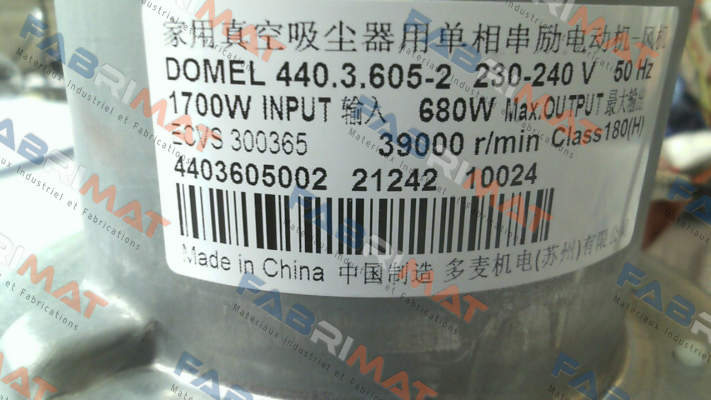 家用真空吸尘器用单相串励电动机-风机
DOMEL 440.3.605-2 230-240 V 50 Hz
1700W INPUT 输入 680W Max.OUTPUT 最大输出
ECVS 300365 39000 r/min Class180(H)
4403605002 21242 10024
Made in China 中国制造 多麦机电(苏州)有限公
FABRIMAT
Materiaux Industriel et Fabrications